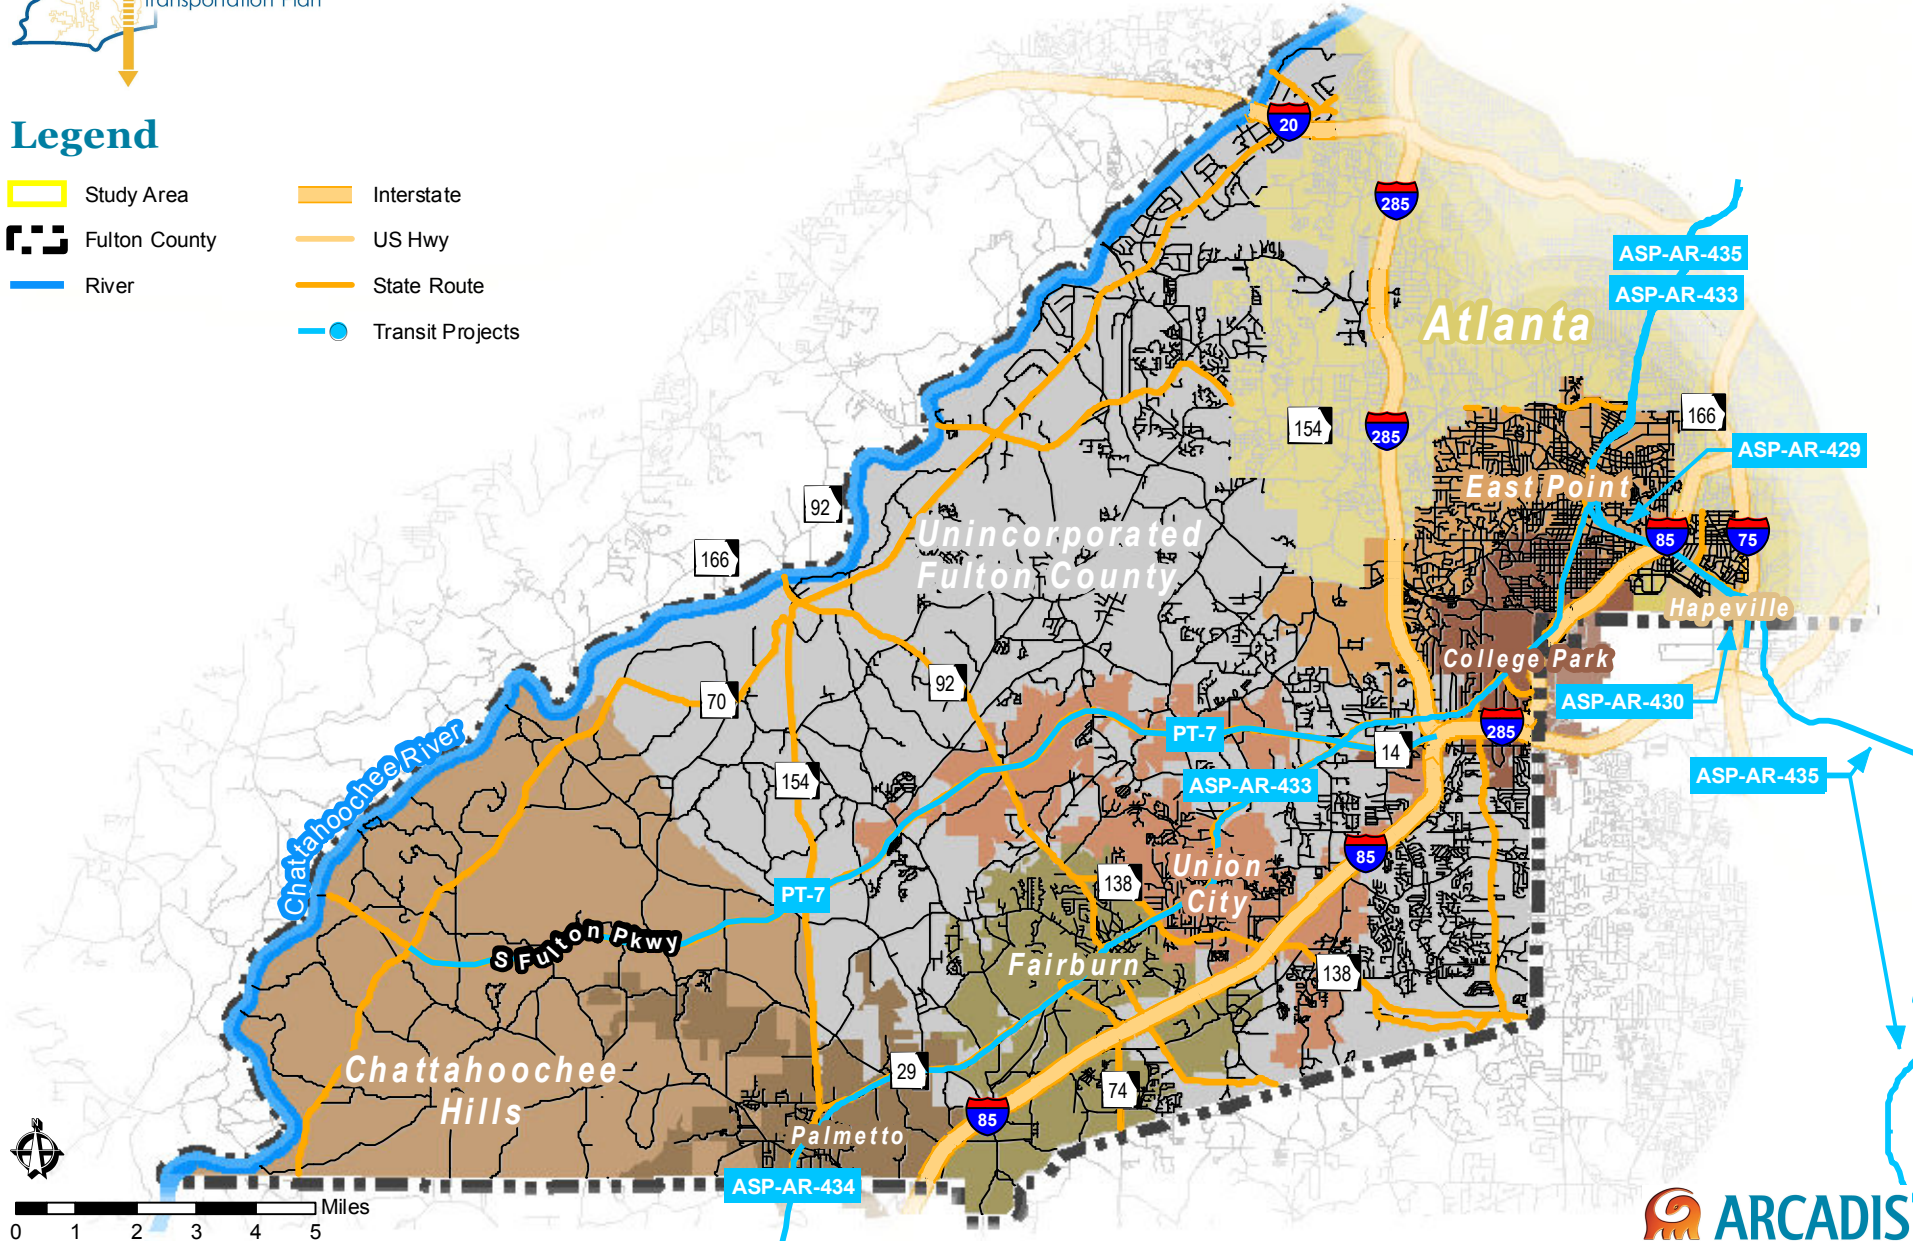 Transportation Plan
Legend
Study Area
Fulton County
River
Interstate
US Hwy
State Route
Transit Projects
20
285
ASP-AR-435
ASP-AR-433
Atlanta
154
285
166
ASP-AR-429
East Point
92
85
75
Unincorporated
Fulton County
166
Hapeville
College Park
92
70
ASP-AR-430
PT-7
285
14
Chattahoochee River
154
ASP-AR-433
ASP-AR-435
85
Union
City
138
PT-7
S Fulton Pkwy
Fairburn
138
Chattahoochee
Hills
29
74
85
Palmetto
ASP-AR-434
Miles
0 1 2 3 4 5
ARCADIS